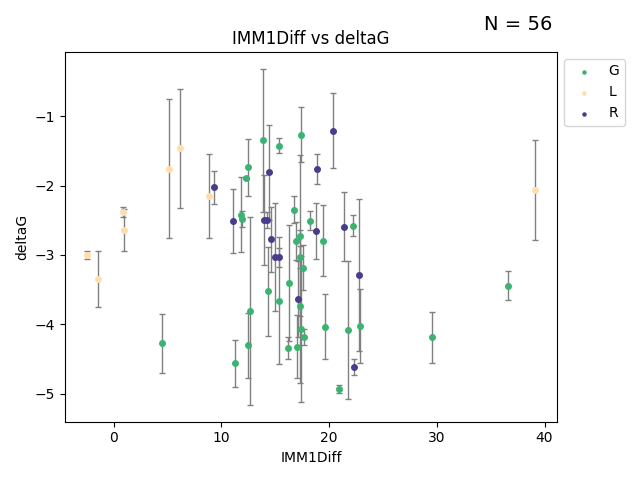 N = 56
IMM1Diff vs deltaG
G
L
R
−1
−2
−3
−4
−5
deltaG
0 10 20 30 40
IMM1Diff